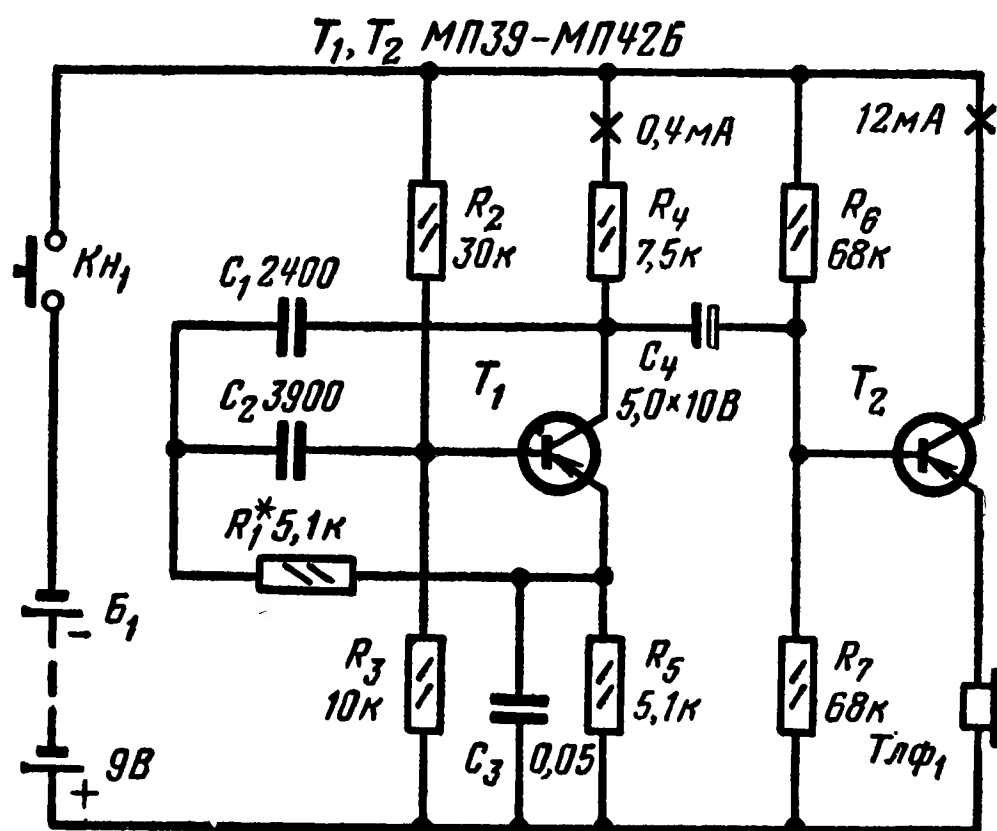 T₁, T₂ МП39-МП42Б
0,4мА
12мА
Кн₁
R₂
30к
R₄
7,5к
R₆
68к
C₁ 2400
C₄
5,0×10В
C₂ 3900
T₁
T₂
R₁* 5,1к
Б₁
-
R₃
10к
R₅
5,1к
R₇
68к
9В
+
C₃ 0,05
Тлф₁